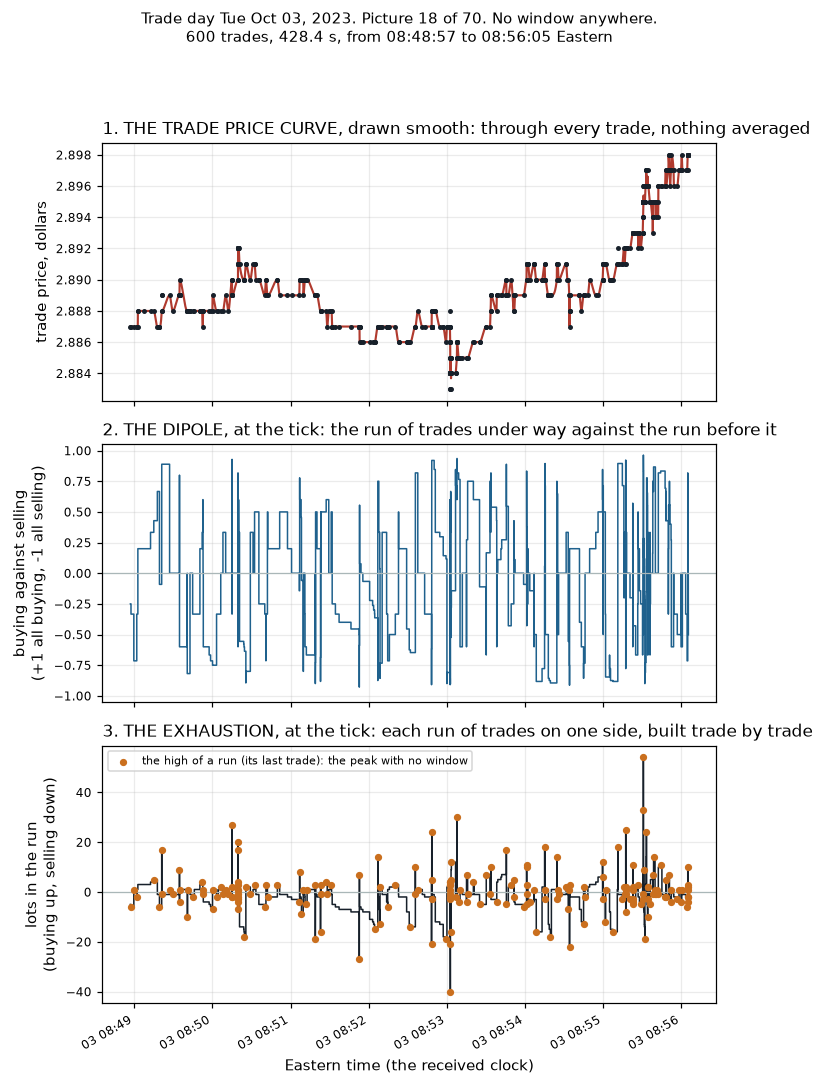 Trade day Tue Oct 03, 2023. Picture 18 of 70. No window anywhere.
600 trades, 428.4 s, from 08:48:57 to 08:56:05 Eastern
1. THE TRADE PRICE CURVE, drawn smooth: through every trade, nothing averaged
2.898
2.896
2.894
2.892
2.890
2.888
2.886
2.884
trade price, dollars
2. THE DIPOLE, at the tick: the run of trades under way against the run before it
1.00
0.75
0.50
0.25
0.00
−0.25
−0.50
−0.75
−1.00
buying against selling
(+1 all buying, -1 all selling)
3. THE EXHAUSTION, at the tick: each run of trades on one side, built trade by trade
the high of a run (its last trade): the peak with no window
40
20
0
−20
−40
lots in the run
(buying up, selling down)
03 08:49
03 08:50
03 08:51
03 08:52
03 08:53
03 08:54
03 08:55
03 08:56
Eastern time (the received clock)